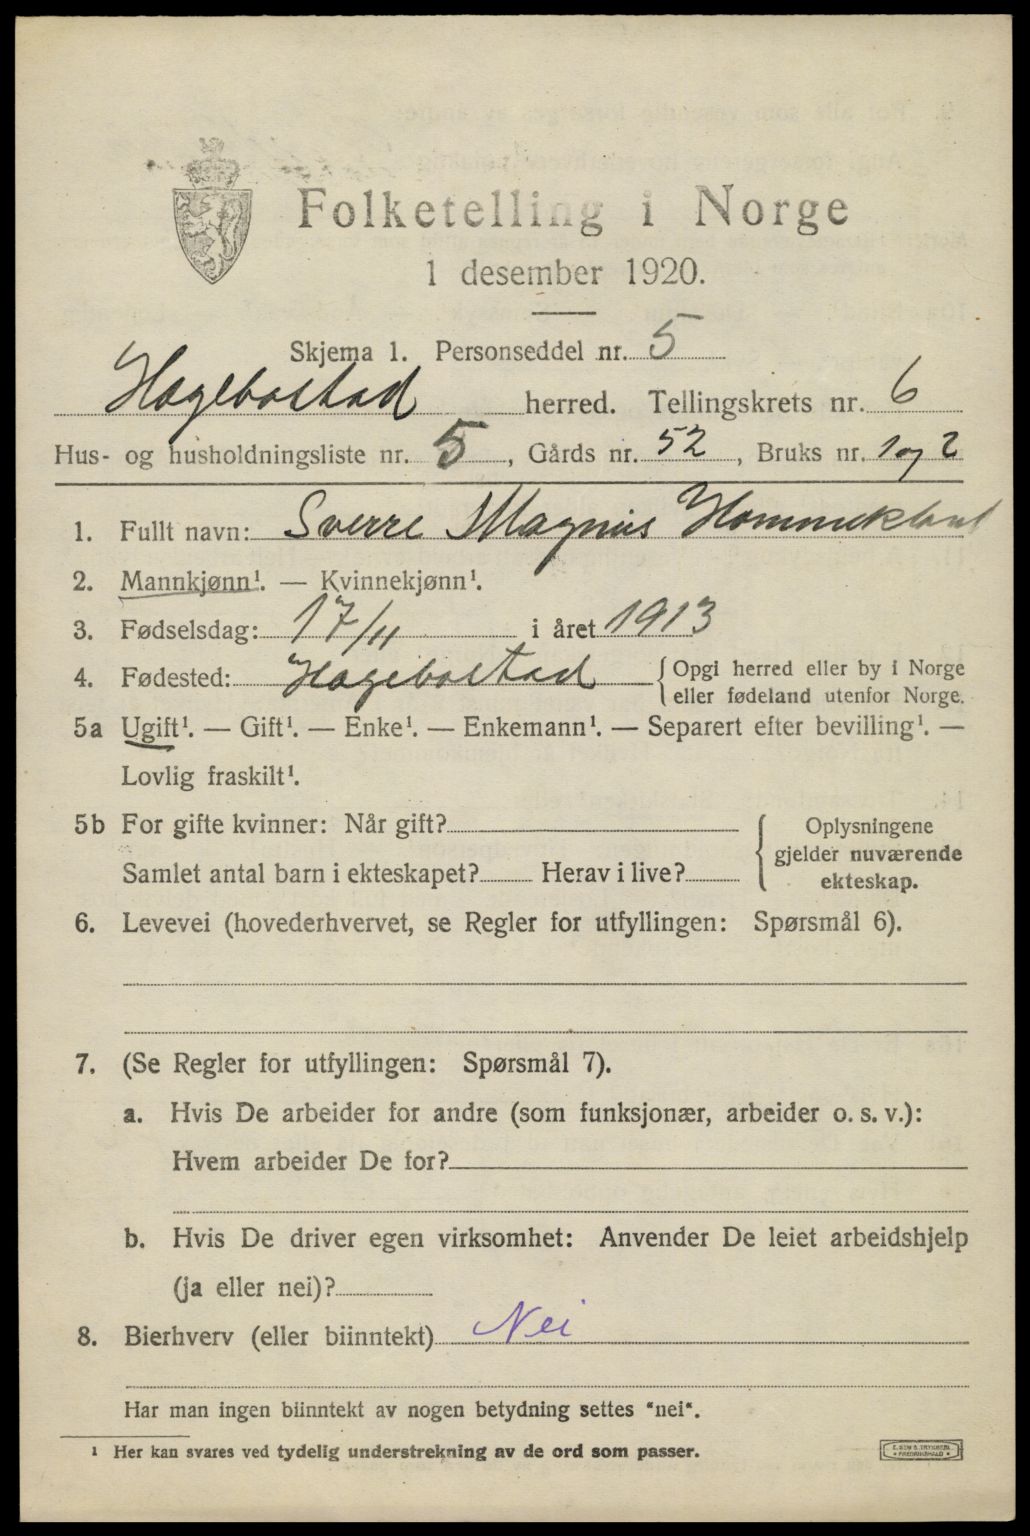 Folketelling i Norge
1 desember 1920.
Skjema 1. Personseddel nr. 5
Hægebostad herred. Tellingskrets nr. 6
Hus- og husholdningsliste nr. 5, Gårds nr. 52, Bruks nr. 1 og 2
1. Fullt navn: Sverre Magnus Hommekland
2. Mannkjønn¹. — Kvinnekjønn¹.
3. Fødselsdag: 17/11 i året 1913
4. Fødested: Hægebostad {Opgi herred eller by i Norge
eller fødeland utenfor Norge.
5a Ugift¹. — Gift¹. — Enke¹. — Enkemann¹. — Separert efter bevilling¹. —
Lovlig fraskilt¹.
5b For gifte kvinner: Når gift?
Samlet antal barn i ekteskapet? Herav i live?
{Oplysningene
gjelder nuværende
ekteskap.
6. Levevei (hovederhvervet, se Regler for utfyllingen: Spørsmål 6).
7. (Se Regler for utfyllingen: Spørsmål 7).
a. Hvis De arbeider for andre (som funksjonær, arbeider o. s. v.):
Hvem arbeider De for?
b. Hvis De driver egen virksomhet: Anvender De leiet arbeidshjelp
(ja eller nei)?
8. Bierhverv (eller biinntekt) Nei
Har man ingen biinntekt av nogen betydning settes "nei".
¹ Her kan svares ved tydelig understrekning av de ord som passer.